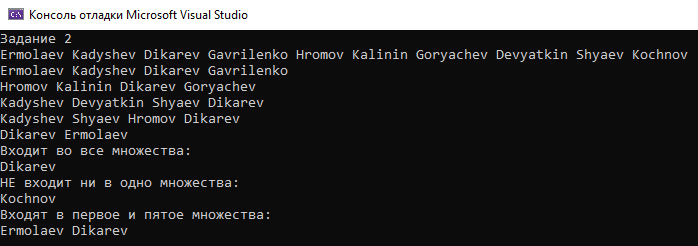 Консоль отладки Microsoft Visual Studio
Задание 2
Ermolaev Kadyshev Dikarev Gavrilenko Hromov Kalinin Goryachev Devyatkin Shyaev Kochnov
Ermolaev Kadyshev Dikarev Gavrilenko
Hromov Kalinin Dikarev Goryachev
Kadyshev Devyatkin Shyaev Dikarev
Kadyshev Shyaev Hromov Dikarev
Dikarev Ermolaev
Входит во все множества:
Dikarev
НЕ входит ни в одно множества:
Kochnov
Входят в первое и пятое множества:
Ermolaev Dikarev